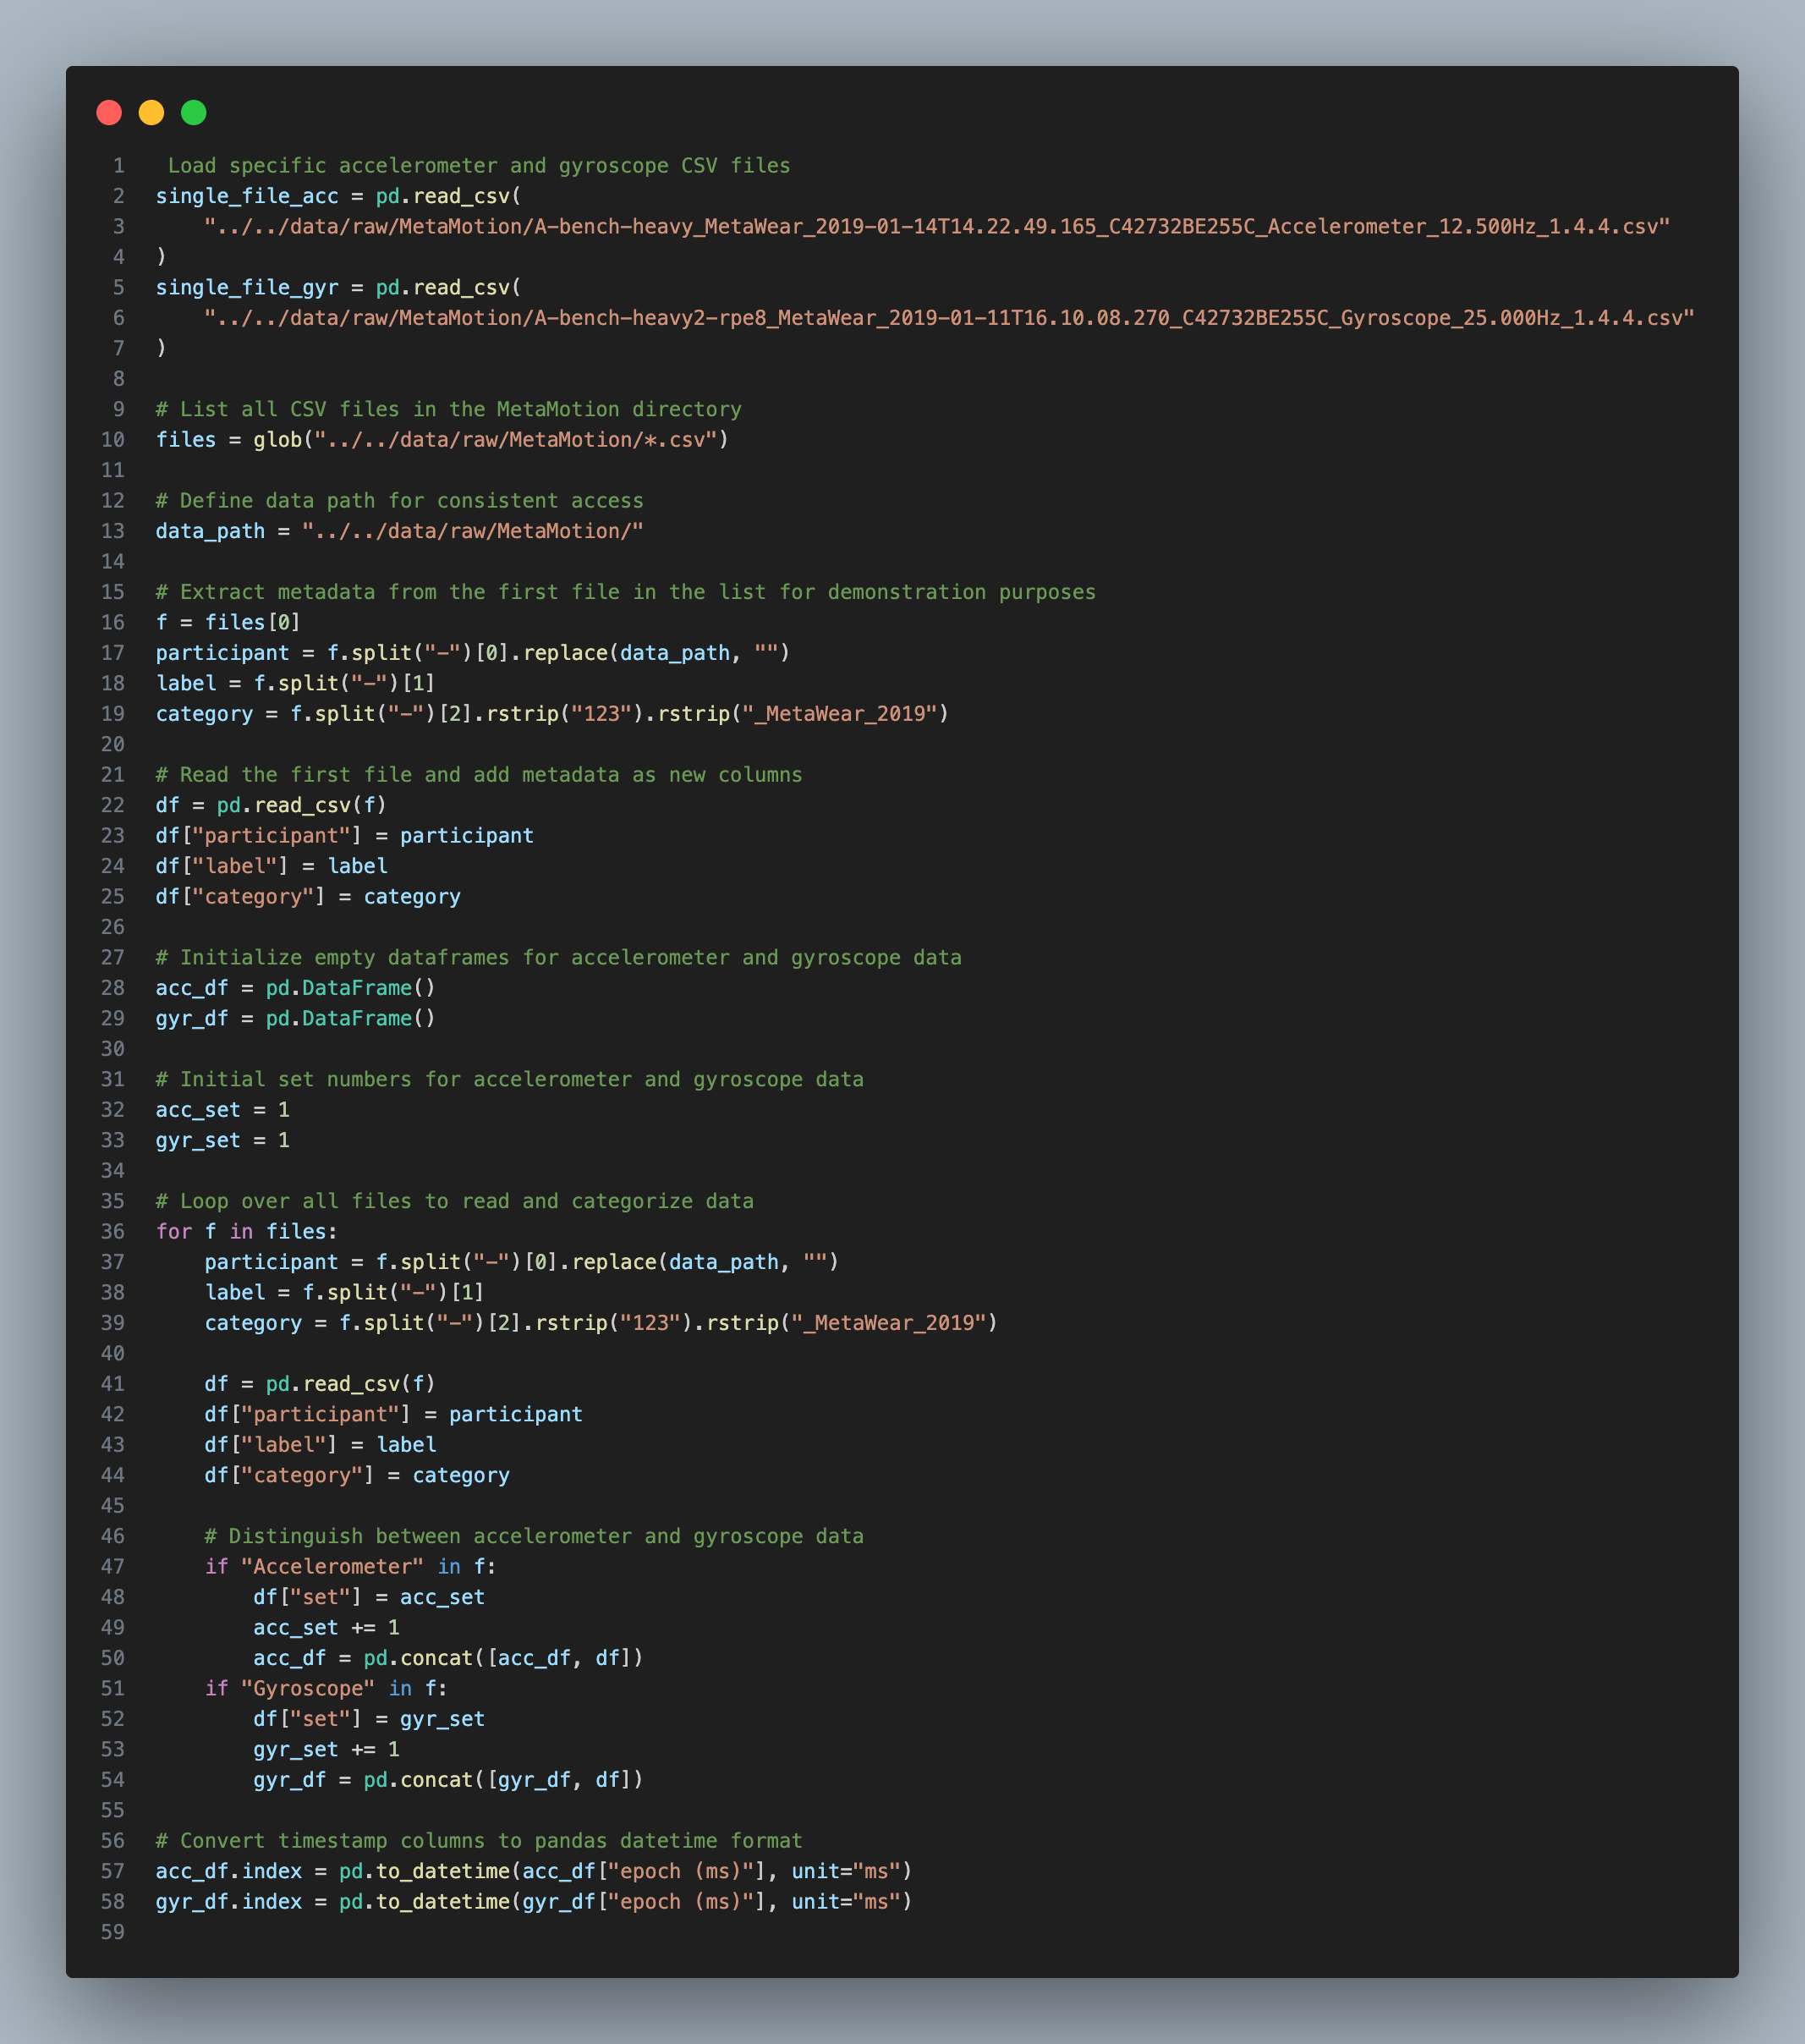 1 Load specific accelerometer and gyroscope CSV files
2 single_file_acc = pd.read_csv(
3     "../../data/raw/MetaMotion/A-bench-heavy_MetaWear_2019-01-14T14.22.49.165_C42732BE255C_Accelerometer_12.500Hz_1.4.4.csv"
4 )
5 single_file_gyr = pd.read_csv(
6     "../../data/raw/MetaMotion/A-bench-heavy2-rpe8_MetaWear_2019-01-11T16.10.08.270_C42732BE255C_Gyroscope_25.000Hz_1.4.4.csv"
7 )
8
9 # List all CSV files in the MetaMotion directory
10 files = glob("../../data/raw/MetaMotion/*.csv")
11
12 # Define data path for consistent access
13 data_path = "../../data/raw/MetaMotion/"
14
15 # Extract metadata from the first file in the list for demonstration purposes
16 f = files[0]
17 participant = f.split("-")[0].replace(data_path, "")
18 label = f.split("-")[1]
19 category = f.split("-")[2].rstrip("123").rstrip("_MetaWear_2019")
20
21 # Read the first file and add metadata as new columns
22 df = pd.read_csv(f)
23 df["participant"] = participant
24 df["label"] = label
25 df["category"] = category
26
27 # Initialize empty dataframes for accelerometer and gyroscope data
28 acc_df = pd.DataFrame()
29 gyr_df = pd.DataFrame()
30
31 # Initial set numbers for accelerometer and gyroscope data
32 acc_set = 1
33 gyr_set = 1
34
35 # Loop over all files to read and categorize data
36 for f in files:
37     participant = f.split("-")[0].replace(data_path, "")
38     label = f.split("-")[1]
39     category = f.split("-")[2].rstrip("123").rstrip("_MetaWear_2019")
40
41     df = pd.read_csv(f)
42     df["participant"] = participant
43     df["label"] = label
44     df["category"] = category
45
46     # Distinguish between accelerometer and gyroscope data
47     if "Accelerometer" in f:
48         df["set"] = acc_set
49         acc_set += 1
50         acc_df = pd.concat([acc_df, df])
51     if "Gyroscope" in f:
52         df["set"] = gyr_set
53         gyr_set += 1
54         gyr_df = pd.concat([gyr_df, df])
55
56 # Convert timestamp columns to pandas datetime format
57 acc_df.index = pd.to_datetime(acc_df["epoch (ms)"], unit="ms")
58 gyr_df.index = pd.to_datetime(gyr_df["epoch (ms)"], unit="ms")
59